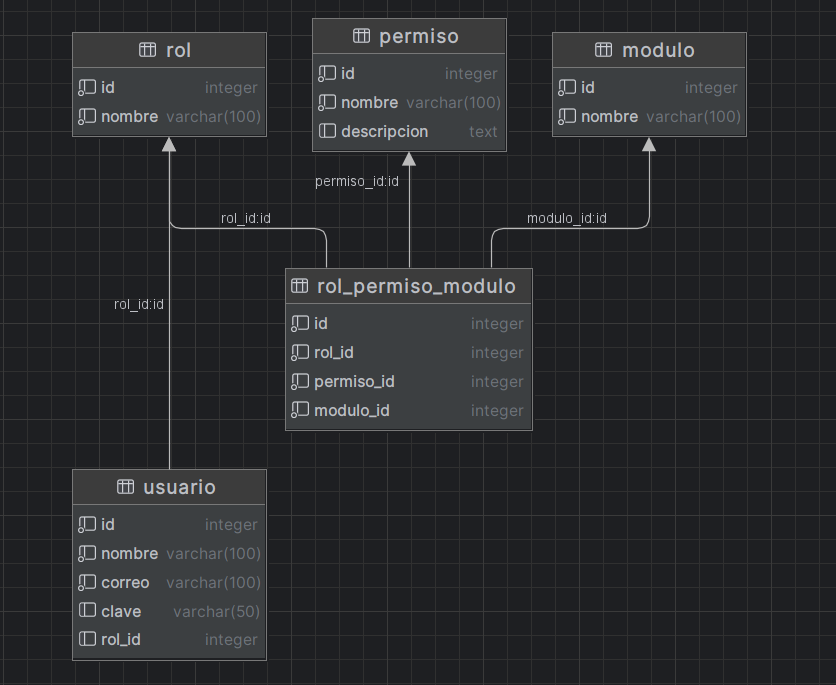 rol
id integer
nombre varchar(100)
permiso
id integer
nombre varchar(100)
descripcion text
modulo
id integer
nombre varchar(100)
permiso_id:id
rol_id:id
modulo_id:id
rol_id:id
rol_permiso_modulo
id integer
rol_id integer
permiso_id integer
modulo_id integer
usuario
id integer
nombre varchar(100)
correo varchar(100)
clave varchar(50)
rol_id integer